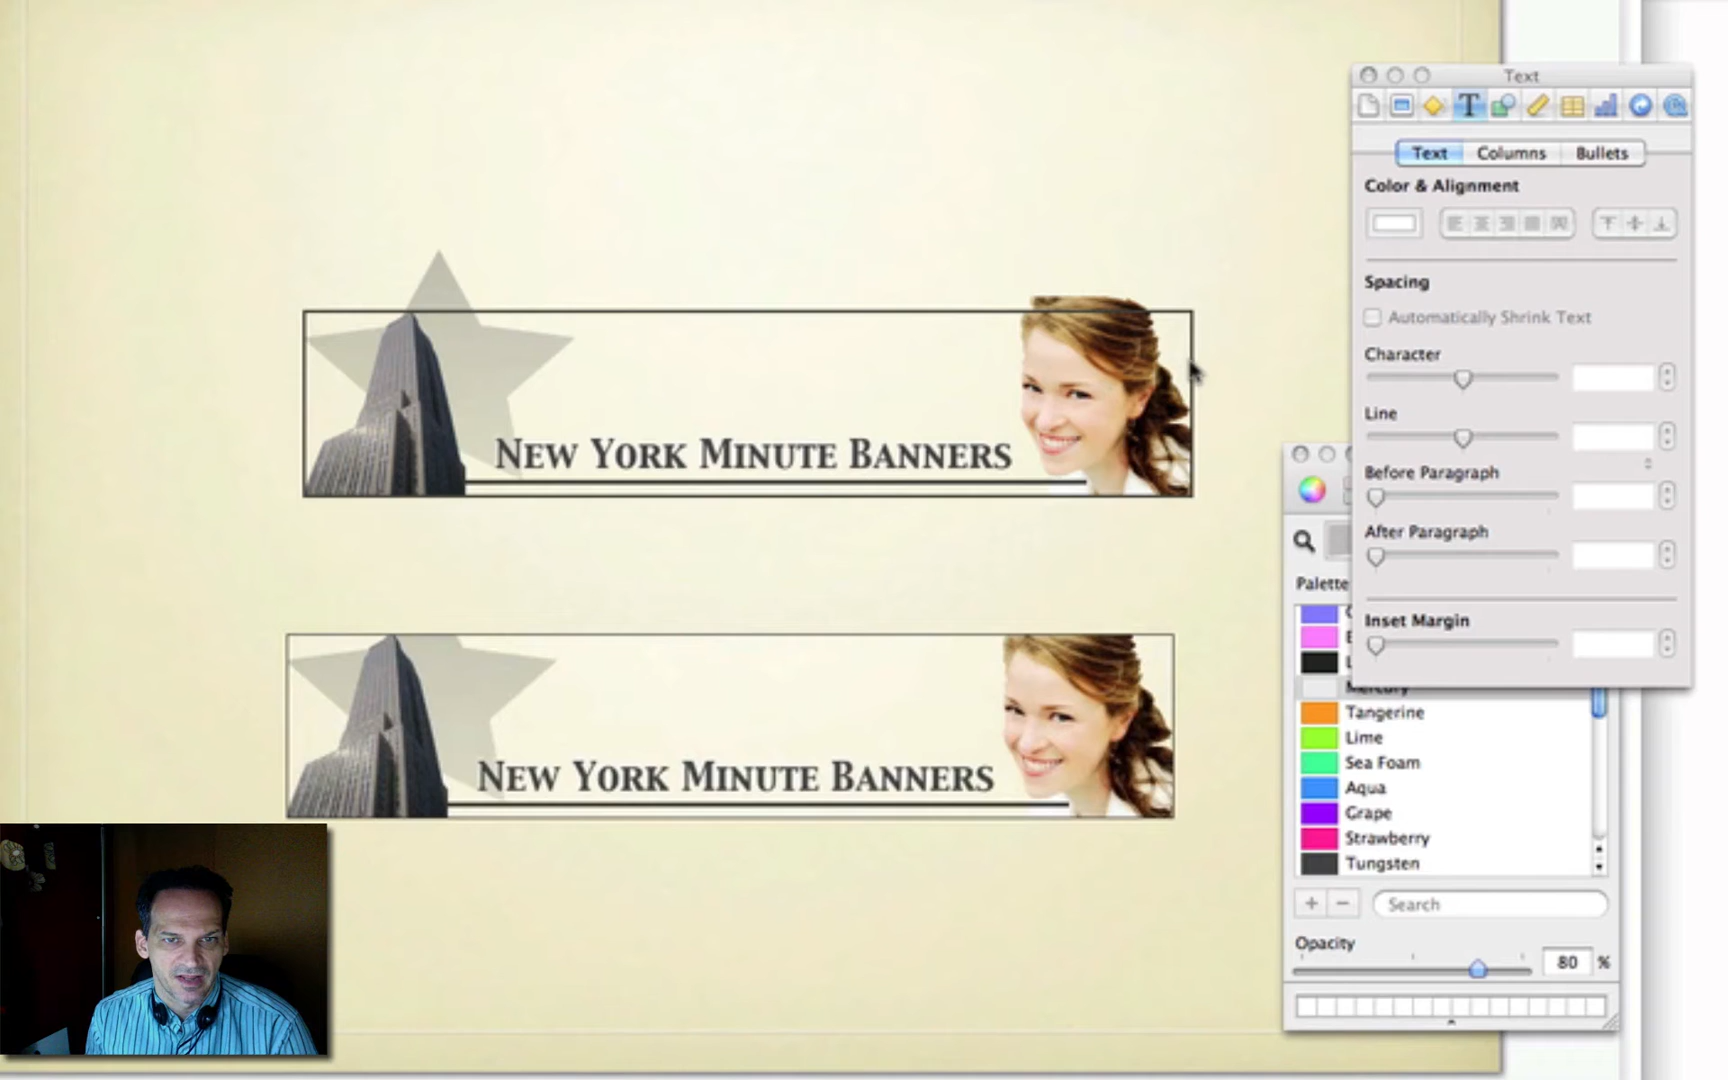 Text
Text Columns Bullets
Color & Alignment
Spacing
Automatically Shrink Text
Character
Line
Before Paragraph
After Paragraph
Inset Margin
NEW YORK MINUTE BANNERS
NEW YORK MINUTE BANNERS
Palette
Mercury
Tangerine
Lime
Sea Foam
Aqua
Grape
Strawberry
Tungsten
Search
Opacity
80 %